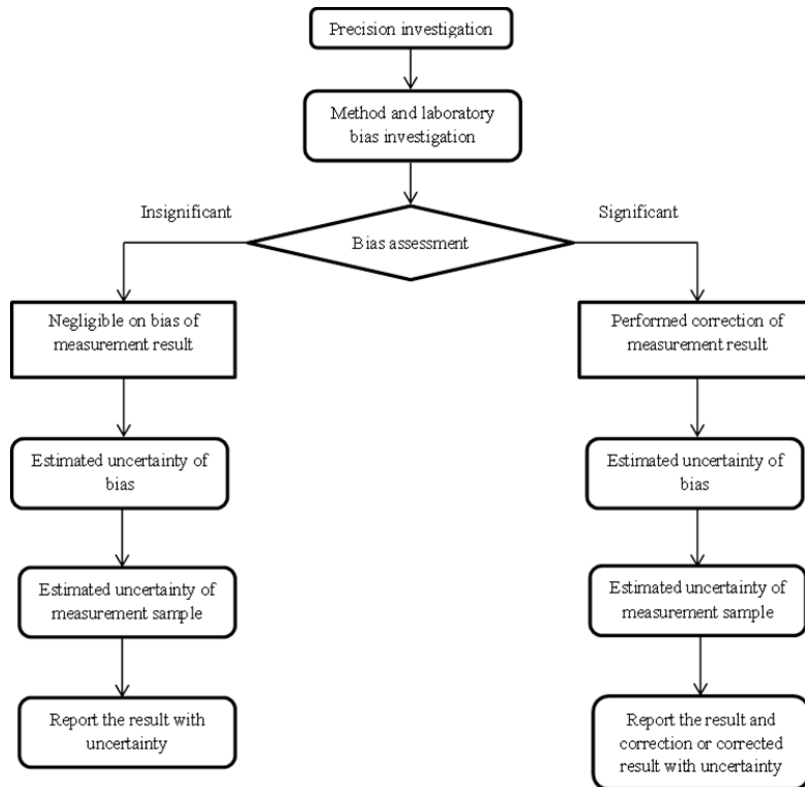 Precision investigation
Method and laboratory
bias investigation
Insignificant
Significant
Bias assessment
Negligible on bias of
measurement result
Performed correction of
measurement result
Estimated uncertainty of
bias
Estimated uncertainty of
bias
Estimated uncertainty of
measurement sample
Estimated uncertainty of
measurement sample
Report the result with
uncertainty
Report the result and
correction or corrected
result with uncertainty